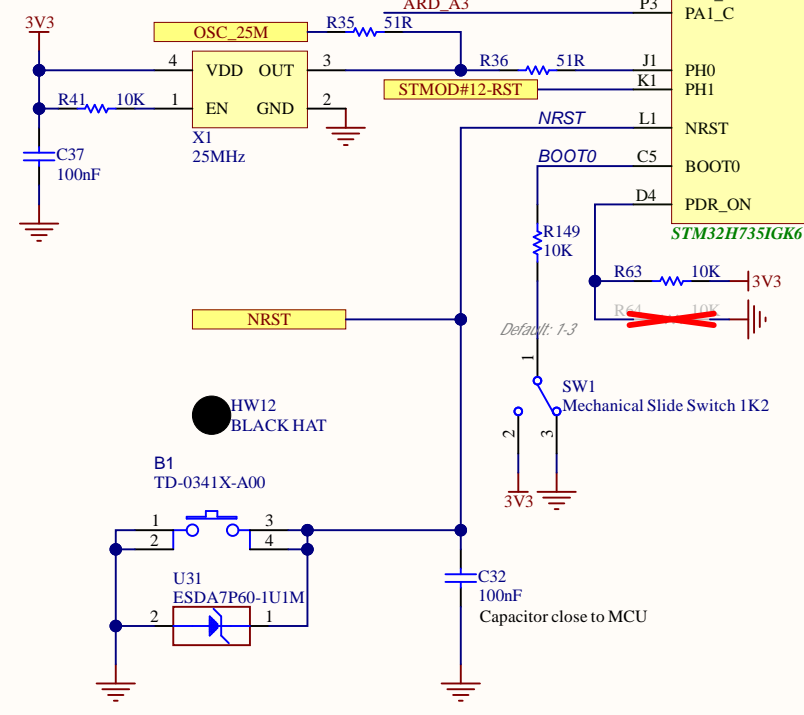 ARD_A3
P3
PA1_C
3V3
OSC_25M
R35 51R
4 VDD OUT 3
R36 51R
J1 PH0
STMOD#12-RST
K1 PH1
R41 10K
1 EN GND 2
X1
25MHz
NRST
L1 NRST
C37
100nF
BOOT0
C5 BOOT0
D4 PDR_ON
STM32H735IGK6
R149
10K
R63 10K
3V3
R64 10K
NRST
Default: 1-3
1
SW1
Mechanical Slide Switch 1K2
2
3
3V3
HW12
BLACK HAT
B1
TD-0341X-A00
1 3
2 4
U31
ESDA7P60-1U1M
2 1
C32
100nF
Capacitor close to MCU